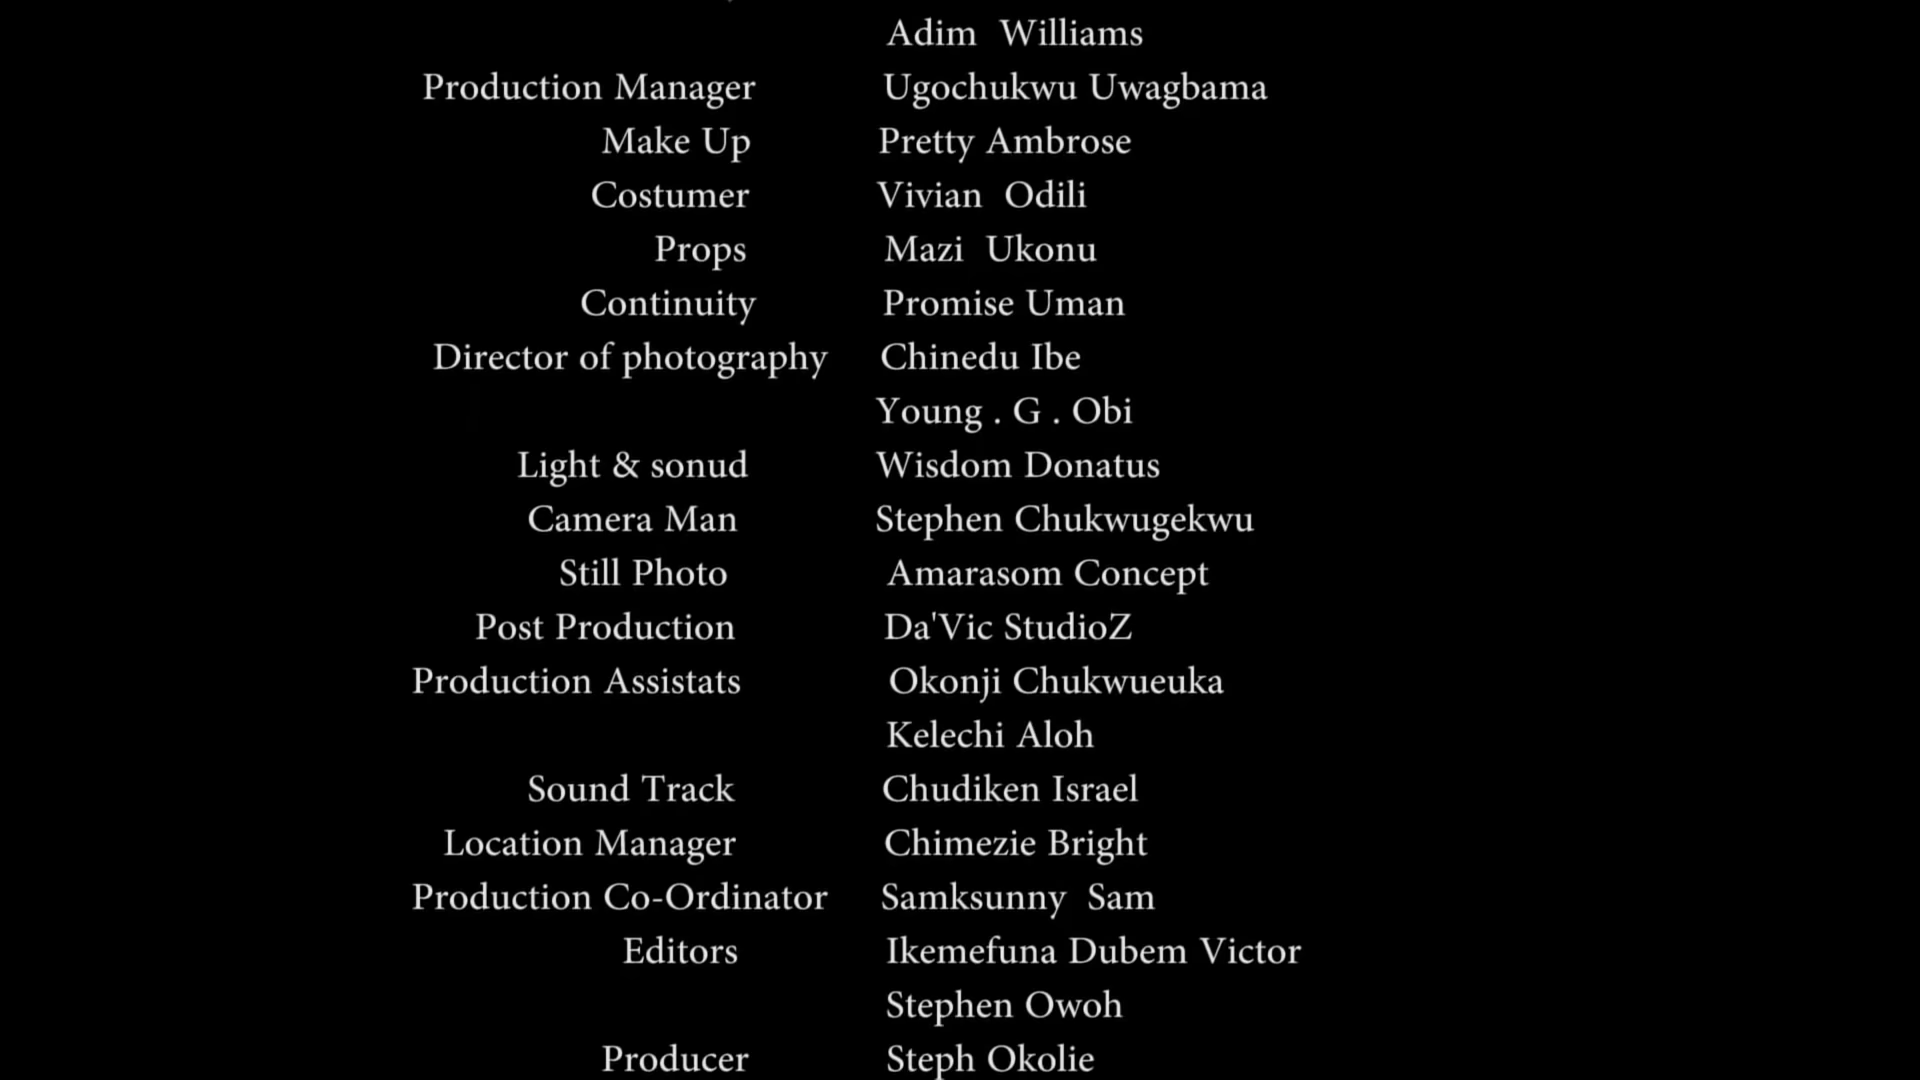 Adim Williams
Production Manager Ugochukwu Uwagbama
Make Up Pretty Ambrose
Costumer Vivian Odili
Props Mazi Ukonu
Continuity Promise Uman
Director of photography Chinedu Ibe
Young . G . Obi
Light & sonud Wisdom Donatus
Camera Man Stephen Chukwugekwu
Still Photo Amarasom Concept
Post Production Da'Vic StudioZ
Production Assistats Okonji Chukwueuka
Kelechi Aloh
Sound Track Chudiken Israel
Location Manager Chimezie Bright
Production Co-Ordinator Samksunny Sam
Editors Ikemefuna Dubem Victor
Stephen Owoh
Producer Steph Okolie